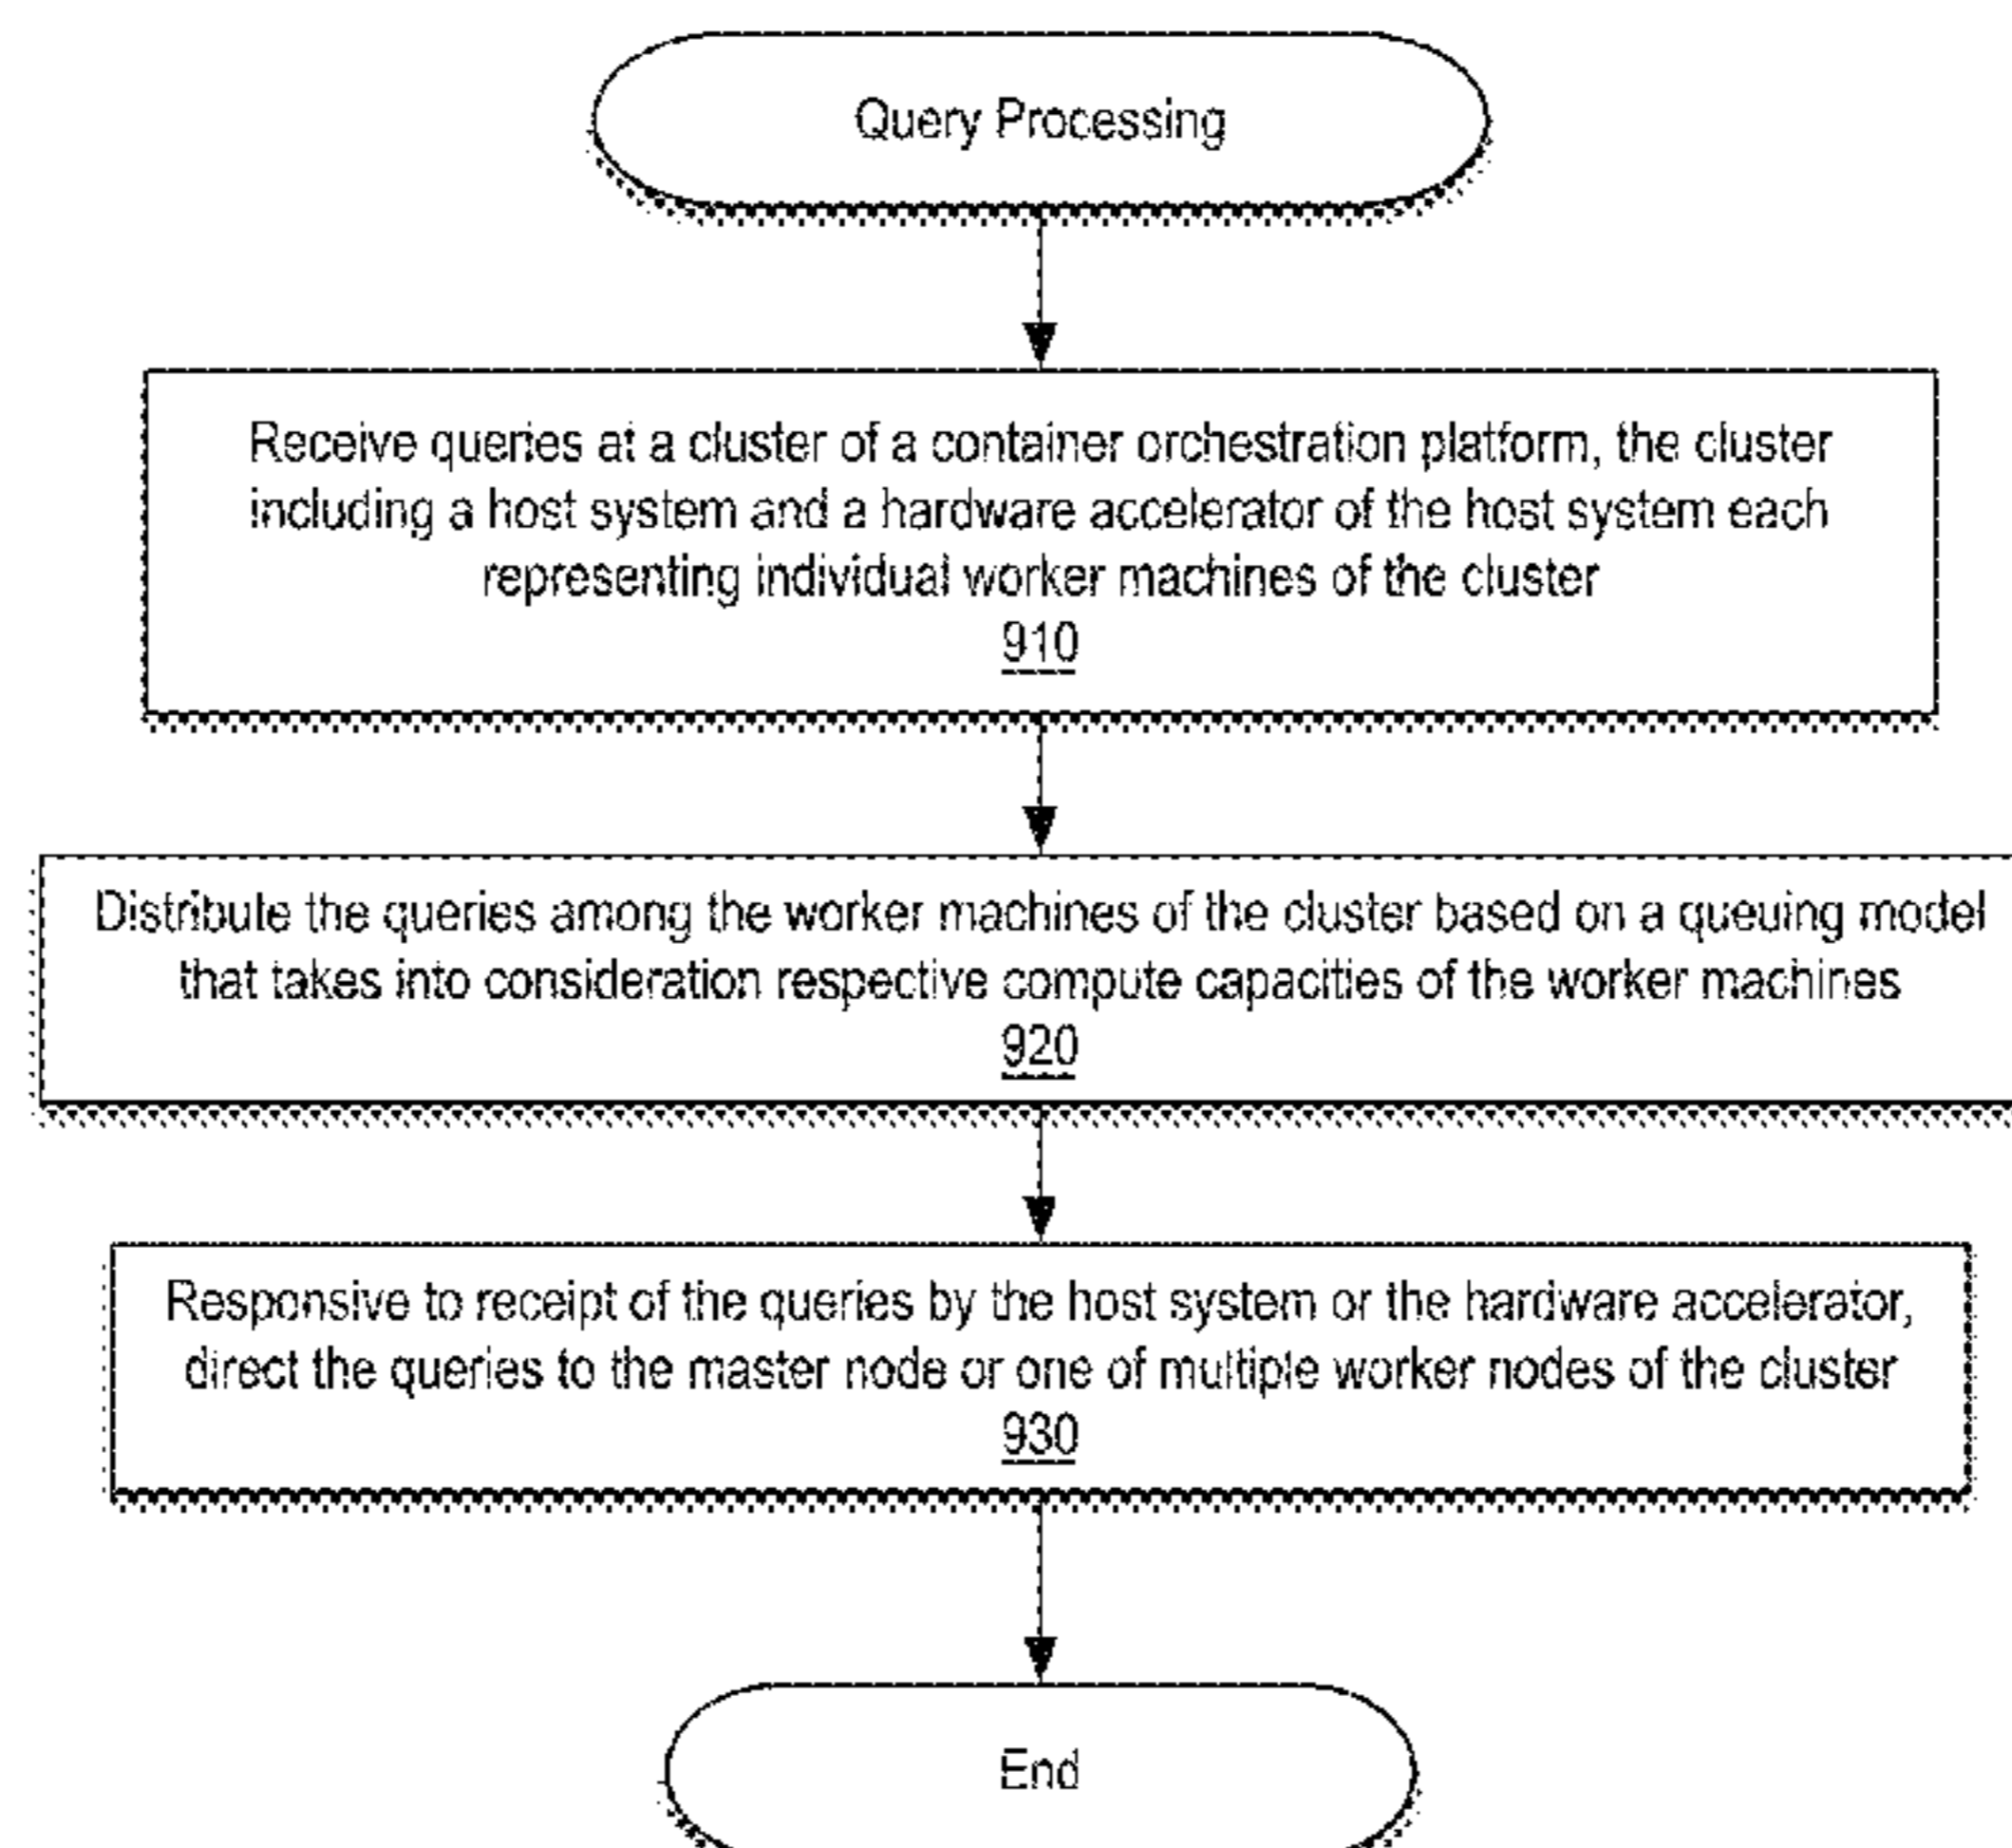 Query Processing
Receive queries at a cluster of a container orchestration platform, the cluster
including a host system and a hardware accelerator of the host system each
representing individual worker machines of the cluster
910
Distribute the queries among the worker machines of the cluster based on a queuing model
that takes into consideration respective compute capacities of the worker machines
920
Responsive to receipt of the queries by the host system or the hardware accelerator,
direct the queries to the master node or one of multiple worker nodes of the cluster
930
End